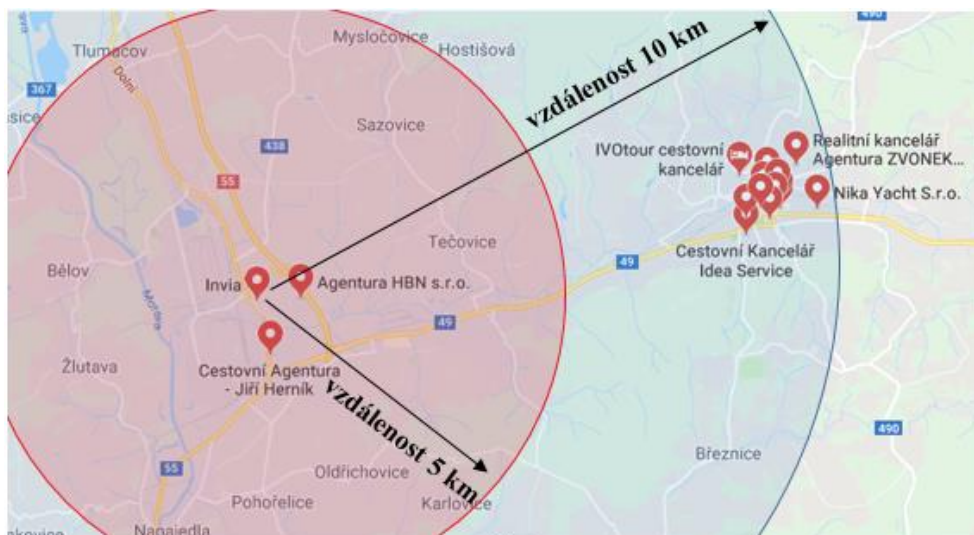 Tlumačov
367
Dolní
Mysločovice
Hostišová
490
Sazovice
438
vzdálenost 10 km
IVOtour cestovní
kancelář
Realitní kancelář
Agentura ZVONEK...
55
Nika Yacht S.r.o.
Tečovice
Cestovní Kancelář
Idea Service
Bělov
Invia
Agentura HBN s.r.o.
49
Morava
49
Žlutava
Cestovní Agentura
- Jiří Herník
vzdálenost 5 km
490
55
Oldřichovice
Březnice
Pohořelice
Karlovice
Napajedla